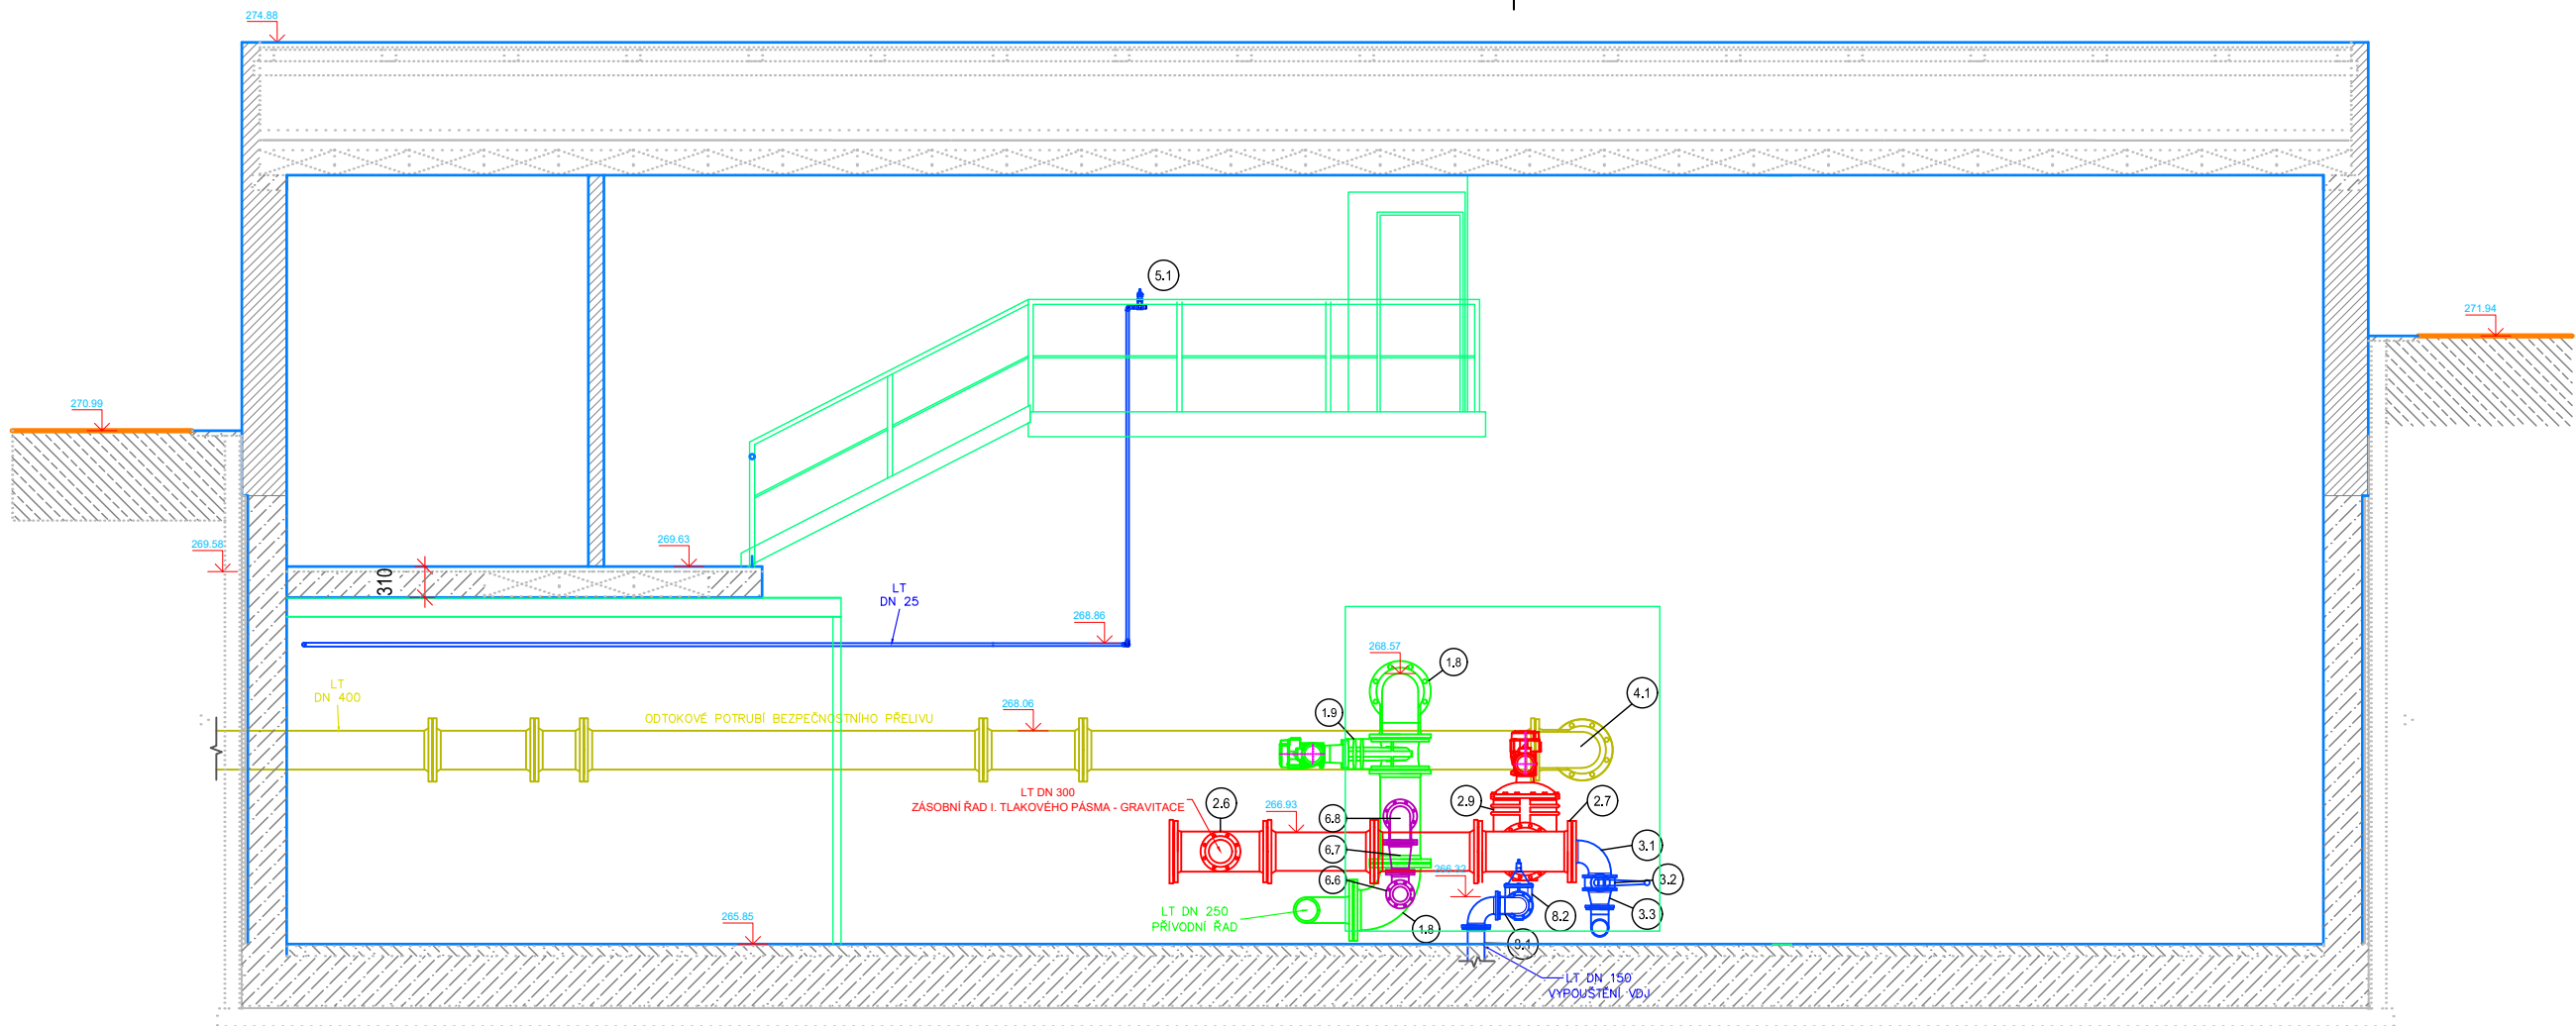 274.88
5.1
271.94
270.99
269.58
269.63
310
LT
DN 25
268.86
268.57
1.8
LT
DN 400
ODTOKOVÉ POTRUBÍ BEZPEČNOSTNÍHO PŘELIVU
268.06
1.9
4.1
LT DN 300
ZÁSOBNÍ ŘAD I. TLAKOVÉHO PÁSMA - GRAVITACE
2.6
266.93
2.9
2.7
6.8
6.7
3.1
266.32
6.6
3.2
LT DN 250
PŘÍVODNÍ ŘAD
265.85
1.8
8.2
3.3
LT DN 150
VYPOUŠTĚNÍ VDJ